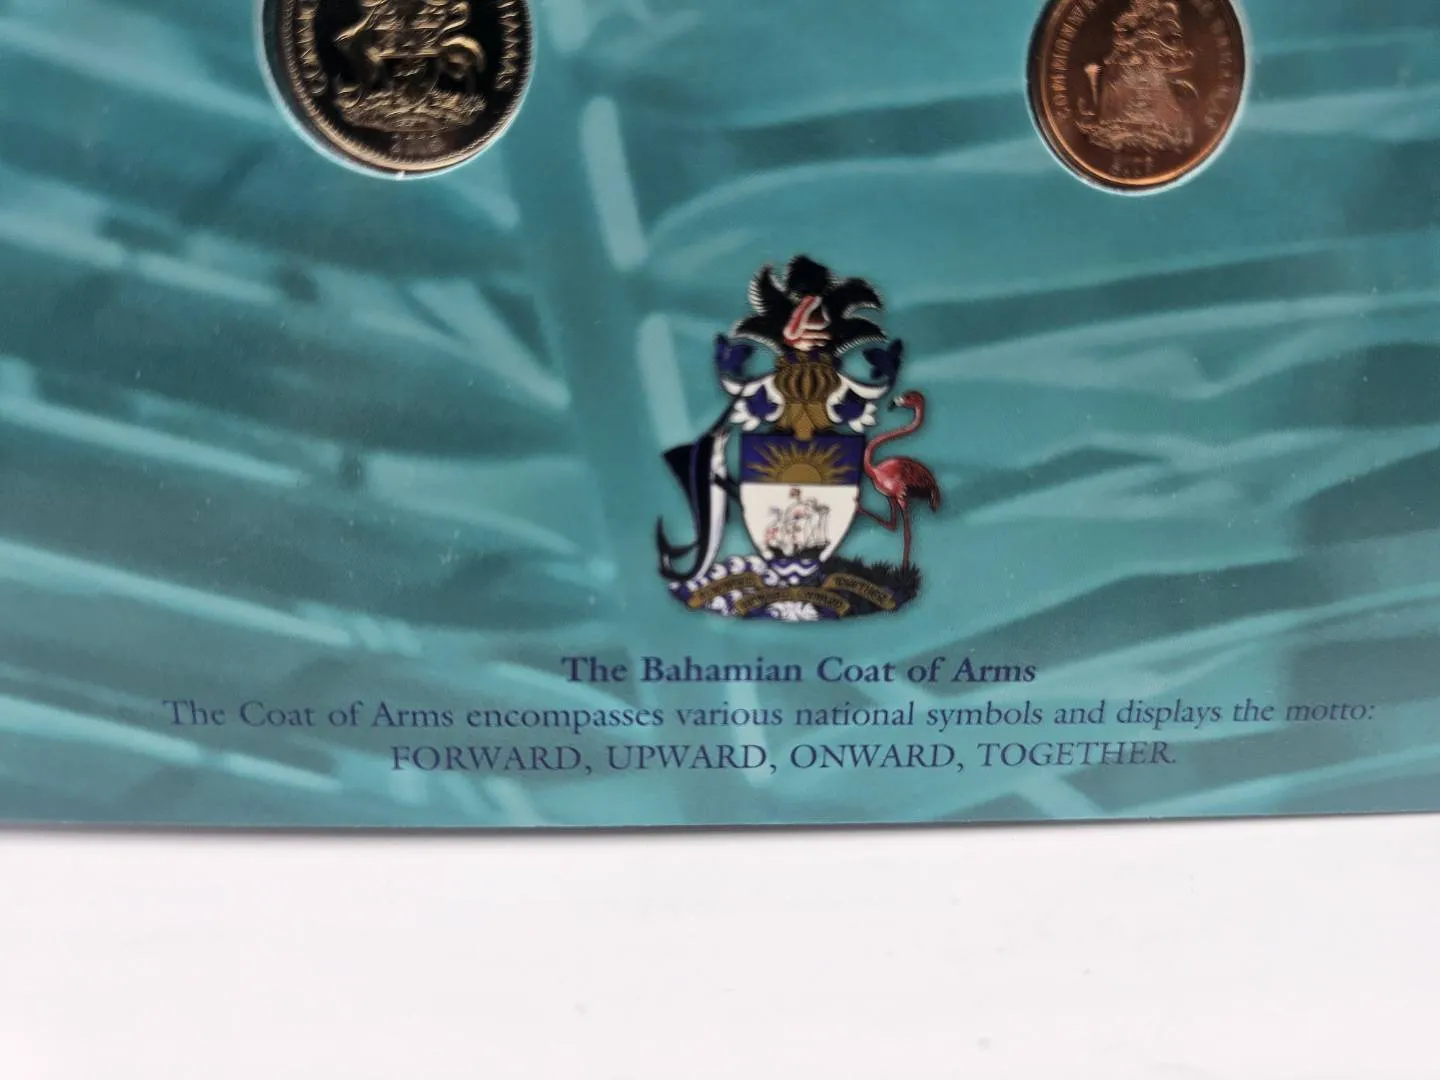 BAHAMAS
The Bahamian Coat of Arms
The Coat of Arms encompasses various national symbols and displays the motto:
FORWARD, UPWARD, ONWARD, TOGETHER.